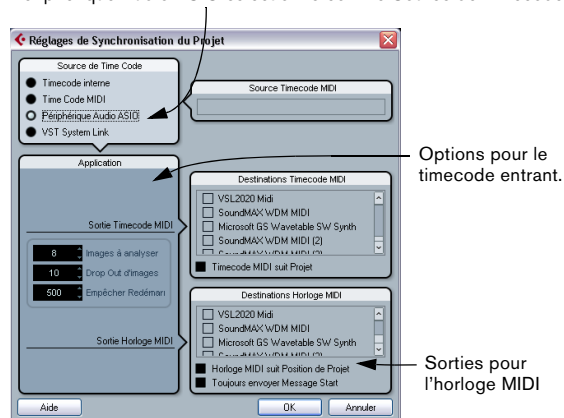 Réglages de Synchronisation du Projet
Source de Time Code
Timecode interne
Time Code MIDI
Périphérique Audio ASIO
VST System Link
Source Timecode MIDI
Application
Options pour le
timecode entrant.
Destinations Timecode MIDI
VSL2020 Midi
SoundMAX WDM MIDI
Microsoft GS Wavetable SW Synth
SoundMAX WDM MIDI (2)
Sortie Timecode MIDI
8 Images à analyser
10 Drop Out d'images
500 Empêcher Redémarr
Timecode MIDI suit Projet
Destinations Horloge MIDI
VSL2020 Midi
SoundMAX WDM MIDI
Microsoft GS Wavetable SW Synth
Sortie Horloge MIDI
Horloge MIDI suit Position de Projet
Toujours envoyer Message Start
Sorties pour
l'horloge MIDI
Aide
OK
Annuler